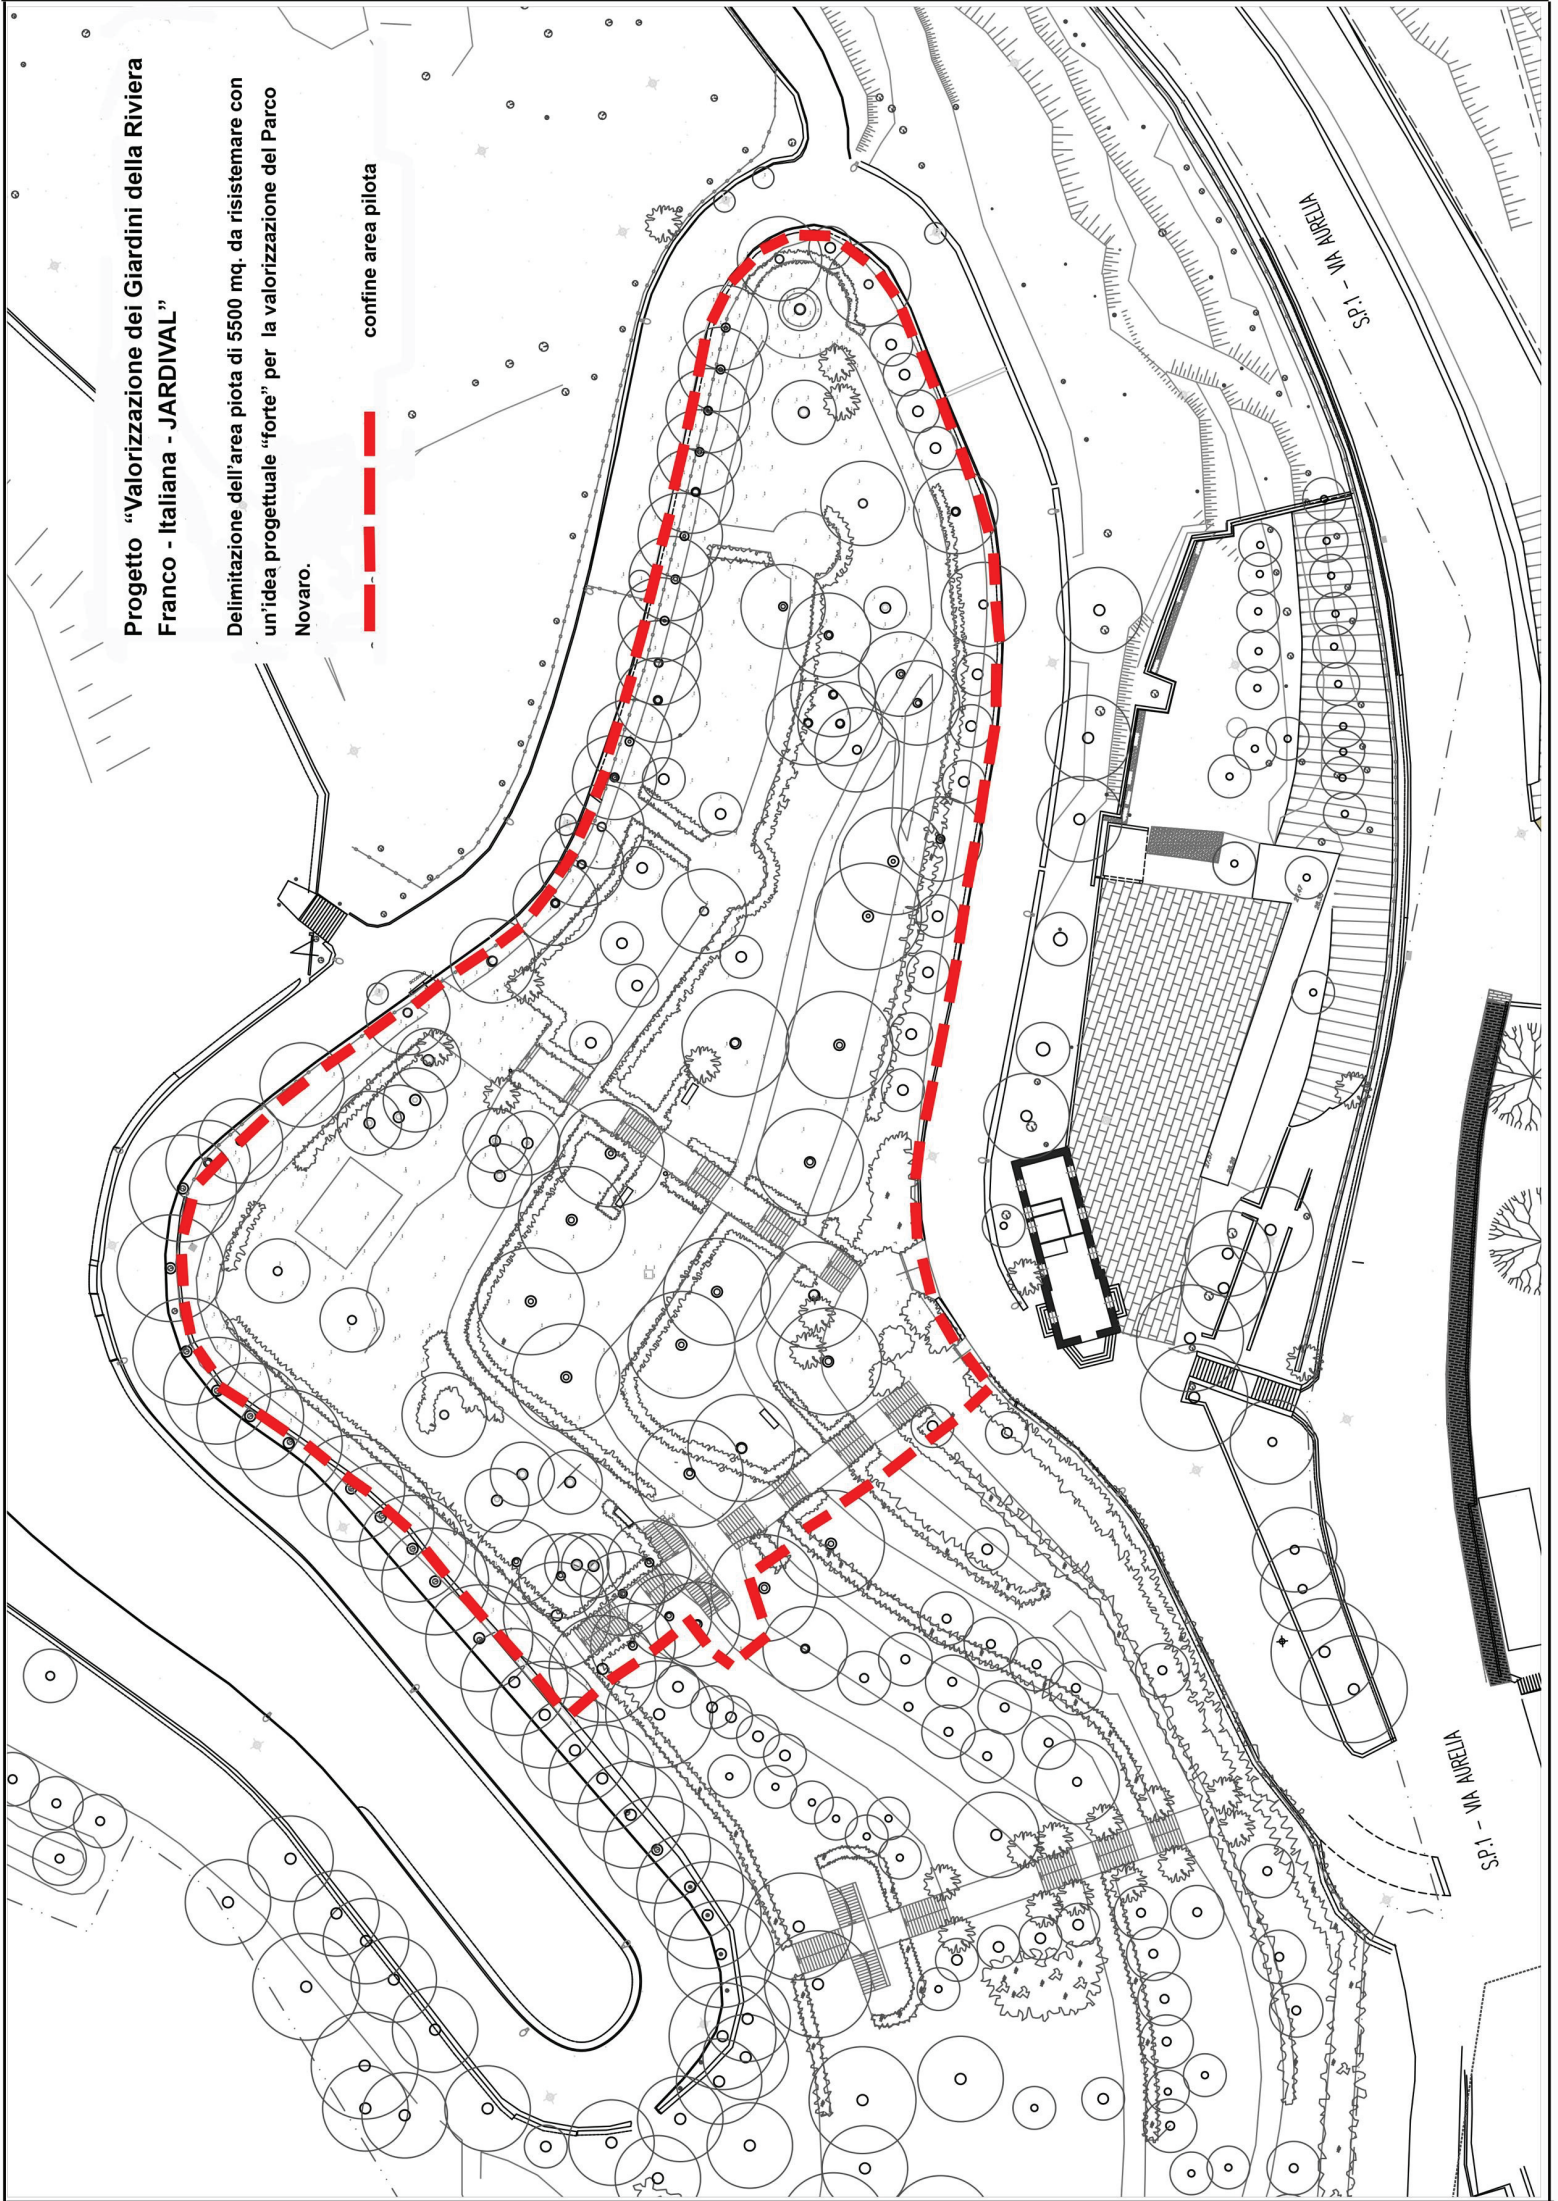 Progetto “Valorizzazione dei Giardini della Riviera
Franco - Italiana - JARDIVAL”
Delimitazione dell'area piota di 5500 mq. da risistemare con
un'idea progettuale “forte” per la valorizzazione del Parco
Novaro.
confine area pilota
S.P.1 - VIA AURELIA
S.P.1 - VIA AURELIA